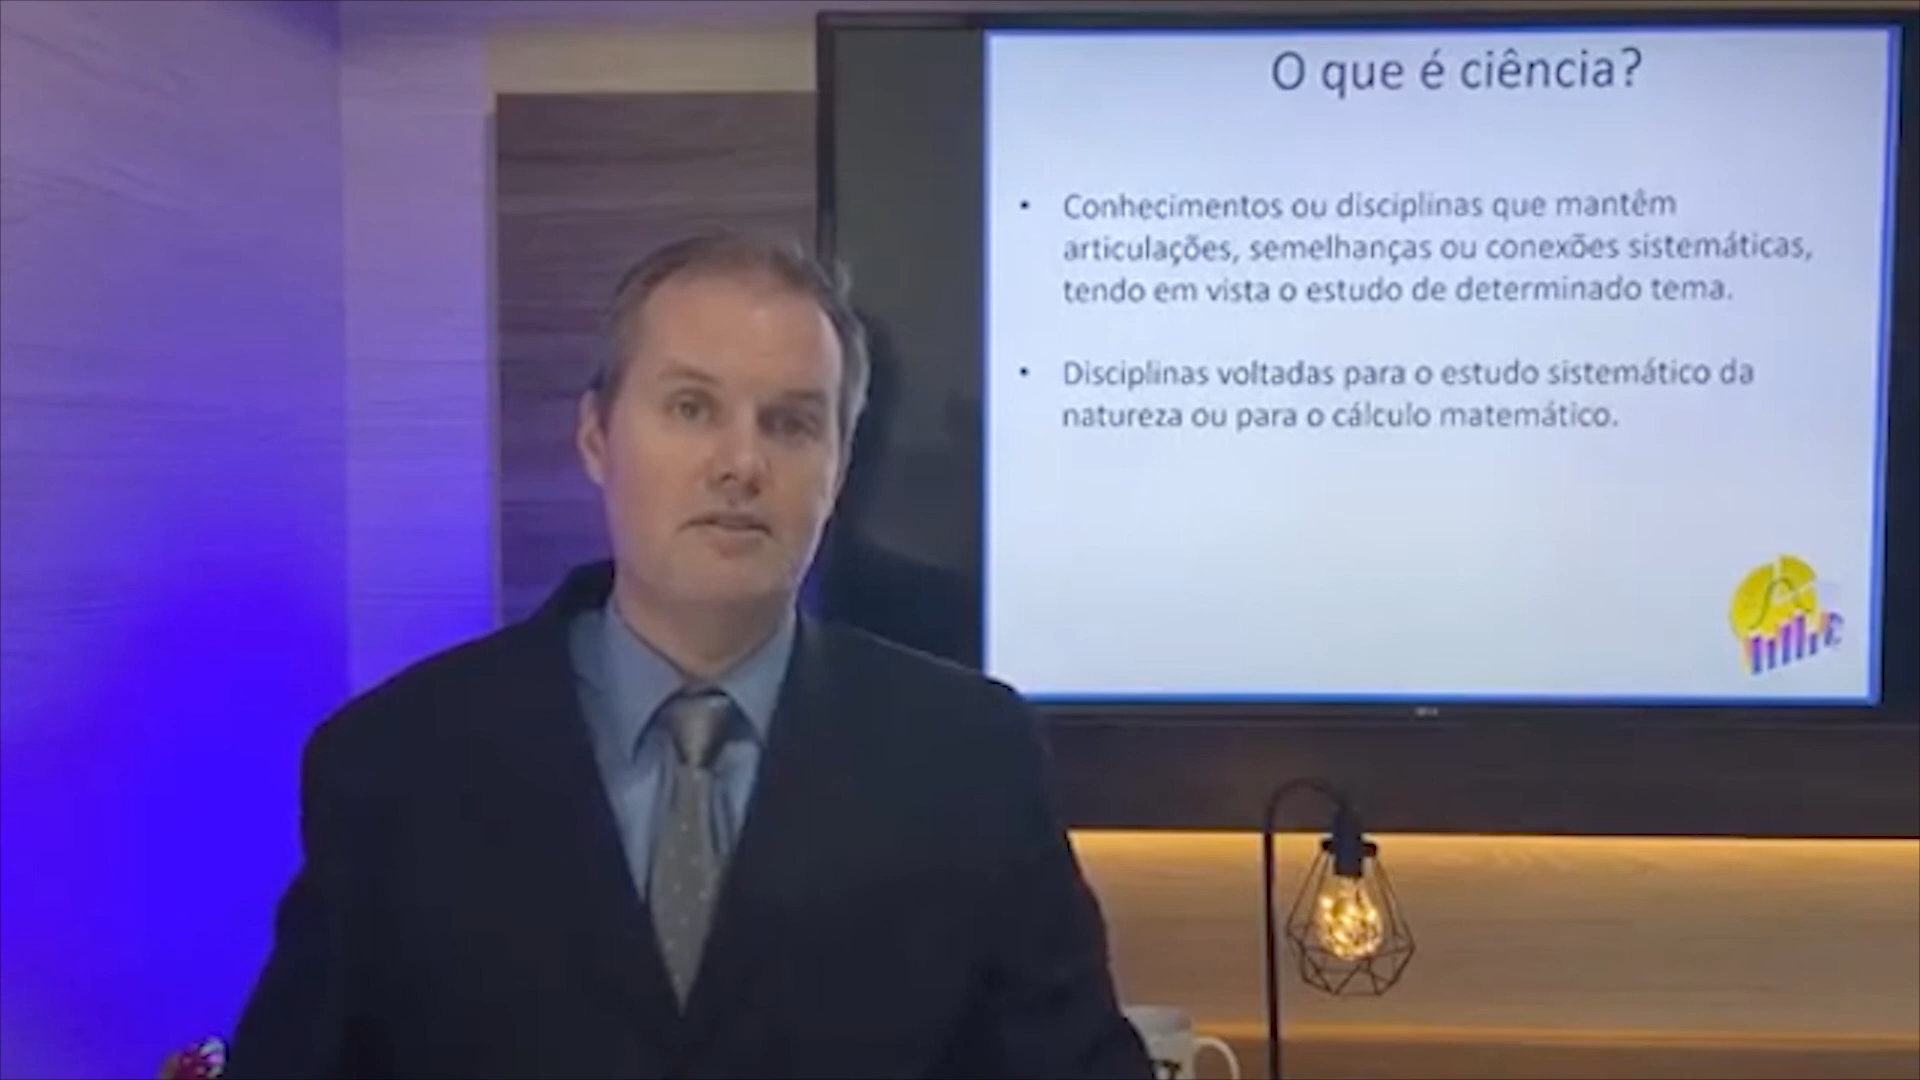 O que é ciência?
• Conhecimentos ou disciplinas que mantêm
articulações, semelhanças ou conexões sistemáticas,
tendo em vista o estudo de determinado tema.
• Disciplinas voltadas para o estudo sistemático da
natureza ou para o cálculo matemático.